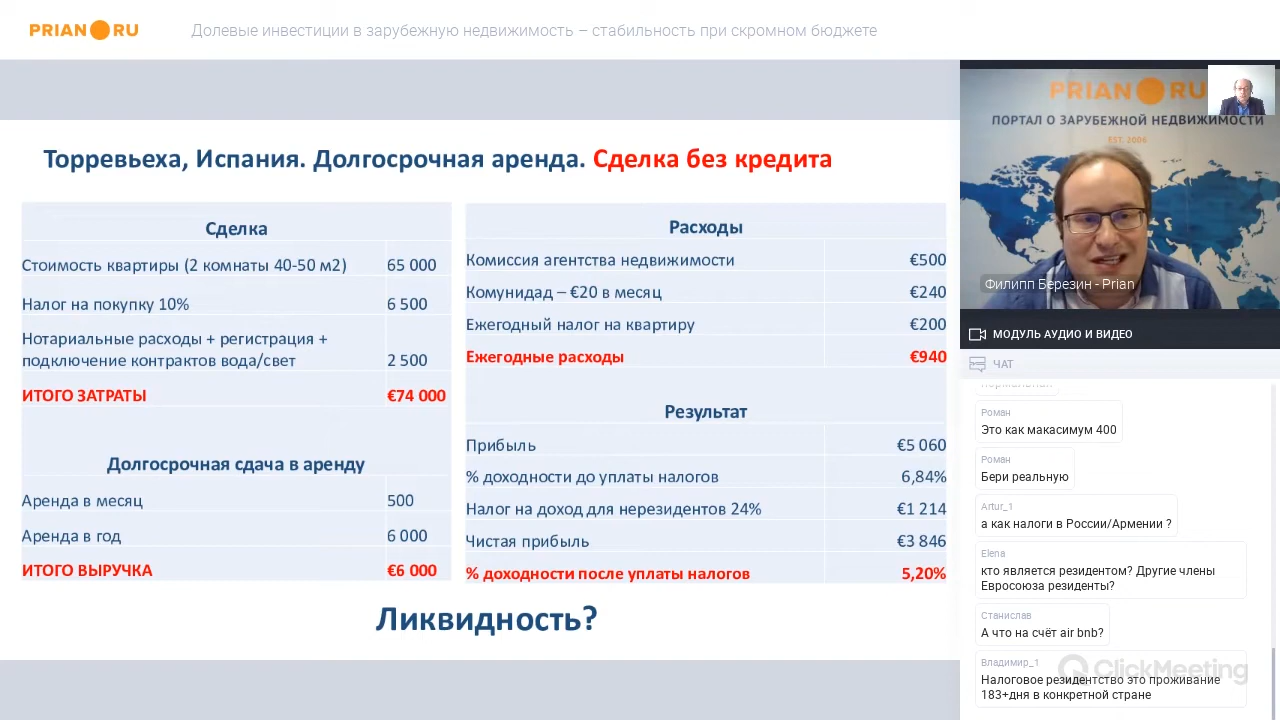 PRIAN RU
Долевые инвестиции в зарубежную недвижимость – стабильность при скромном бюджете
Торревьеха, Испания. Долгосрочная аренда. Сделка без кредита
Сделка
Стоимость квартиры (2 комнаты 40-50 м2) 65 000
Налог на покупку 10% 6 500
Нотариальные расходы + регистрация +
подключение контрактов вода/свет 2 500
ИТОГО ЗАТРАТЫ €74 000
Долгосрочная сдача в аренду
Аренда в месяц 500
Аренда в год 6 000
ИТОГО ВЫРУЧКА €6 000
Расходы
Комиссия агентства недвижимости €500
Комунидад – €20 в месяц €240
Ежегодный налог на квартиру €200
Ежегодные расходы €940
Результат
Прибыль €5 060
% доходности до уплаты налогов 6,84%
Налог на доход для нерезидентов 24% €1 214
Чистая прибыль €3 846
% доходности после уплаты налогов 5,20%
Ликвидность?
PRIAN RU
ПОРТАЛ О ЗАРУБЕЖНОЙ НЕДВИЖИМОСТИ
EST. 2006
Филипп Березин - Prian
МОДУЛЬ АУДИО И ВИДЕО
ЧАТ
Роман
Это как макасимум 400
Роман
Бери реальную
Artur_1
а как налоги в России/Армении ?
Elena
кто является резидентом? Другие члены
Евросоюза резиденты?
Станислав
А что на счёт air bnb?
Владимир_1
Налоговое резидентство это проживание
183+дня в конкретной стране
ClickMeeting